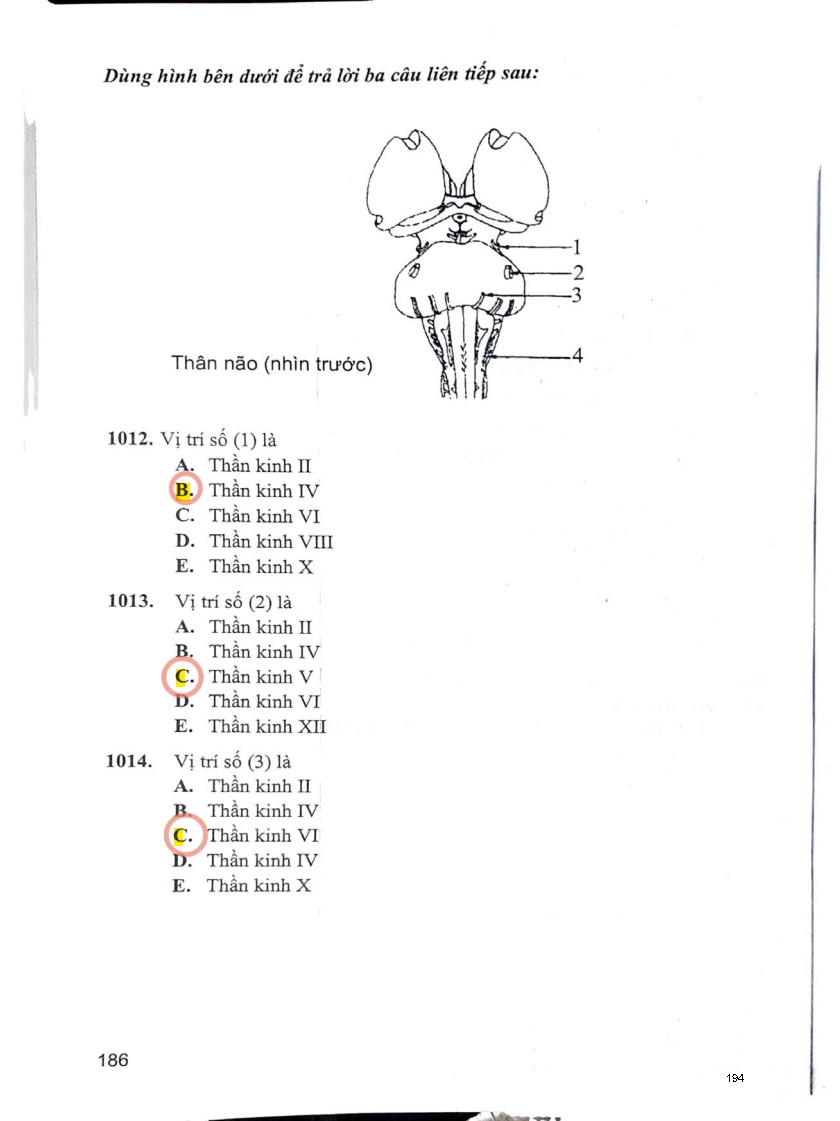 Dùng hình bên dưới để trả lời ba câu liên tiếp sau:
1
2
3
4
Thân não (nhìn trước)
1012. Vị trí số (1) là
A. Thần kinh II
B. Thần kinh IV
C. Thần kinh VI
D. Thần kinh VIII
E. Thần kinh X
1013. Vị trí số (2) là
A. Thần kinh II
B. Thần kinh IV
C. Thần kinh V
D. Thần kinh VI
E. Thần kinh XII
1014. Vị trí số (3) là
A. Thần kinh II
B. Thần kinh IV
C. Thần kinh VI
D. Thần kinh IV
E. Thần kinh X
186
194